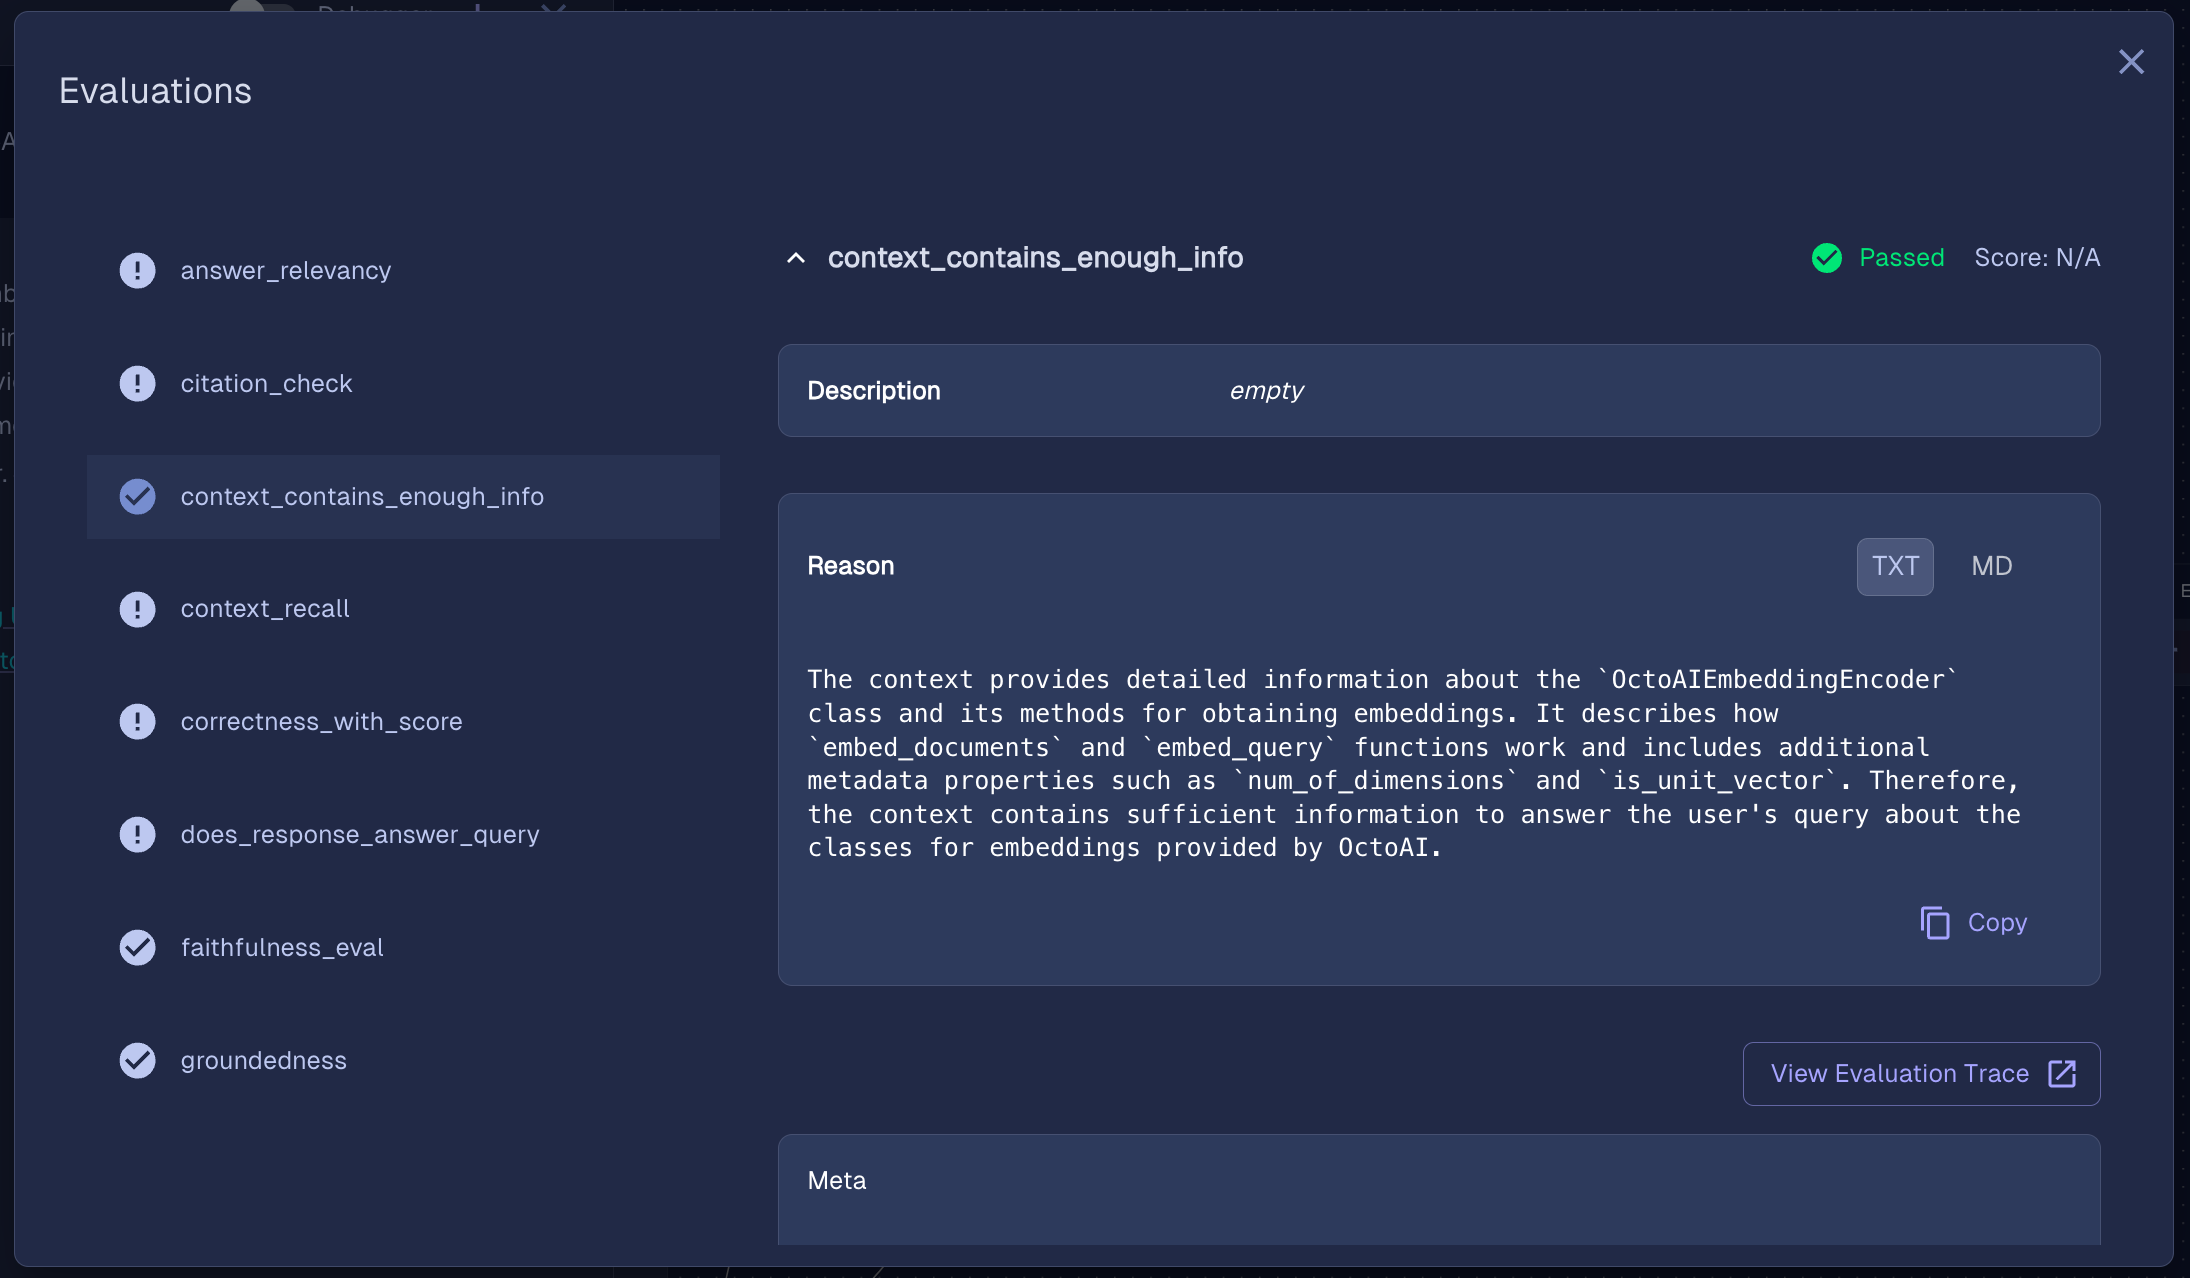 Evaluations
answer_relevancy
citation_check
context_contains_enough_info
context_recall
correctness_with_score
does_response_answer_query
faithfulness_eval
groundedness
context_contains_enough_info
Passed Score: N/A
Description empty
Reason TXT MD
The context provides detailed information about the `OctoAIEmbeddingEncoder`
class and its methods for obtaining embeddings. It describes how
`embed_documents` and `embed_query` functions work and includes additional
metadata properties such as `num_of_dimensions` and `is_unit_vector`. Therefore,
the context contains sufficient information to answer the user's query about the
classes for embeddings provided by OctoAI.
Copy
View Evaluation Trace
Meta